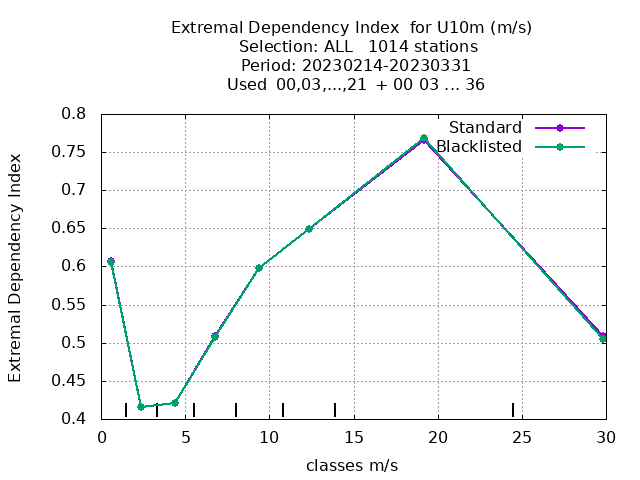 Extremal Dependency Index  for U10m (m/s)
Selection: ALL   1014 stations
Period: 20230214-20230331
Used  00,03,...,21  + 00 03 ... 36
Standard
Blacklisted
Extremal Dependency Index
0.8
0.75
0.7
0.65
0.6
0.55
0.5
0.45
0.4
0 5 10 15 20 25 30
classes m/s